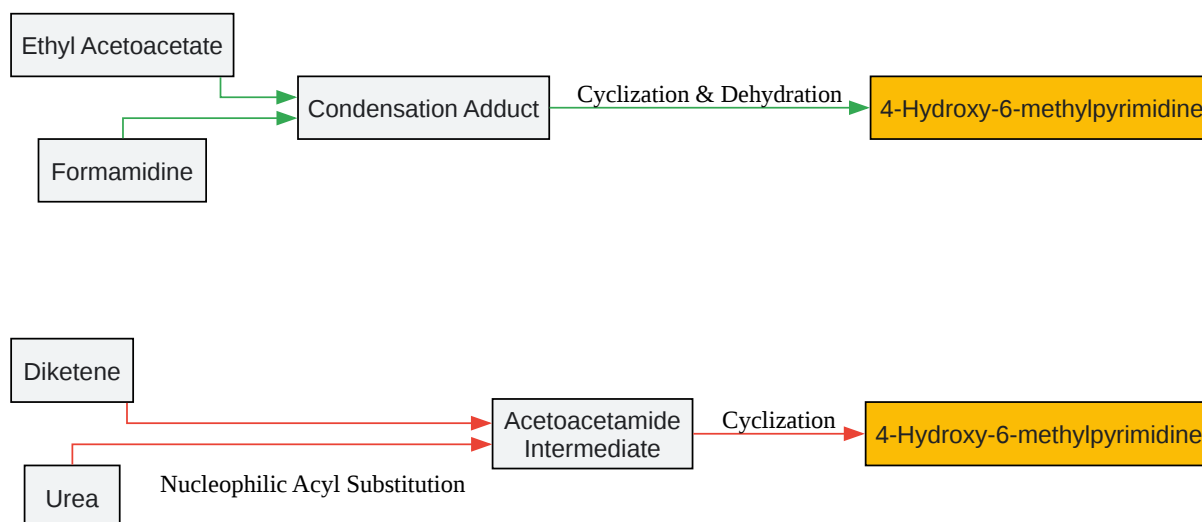 Ethyl Acetoacetate
Formamidine
Condensation Adduct
Cyclization & Dehydration
4-Hydroxy-6-methylpyrimidine
Diketene
Urea
Nucleophilic Acyl Substitution
Acetoacetamide
Intermediate
Cyclization
4-Hydroxy-6-methylpyrimidine